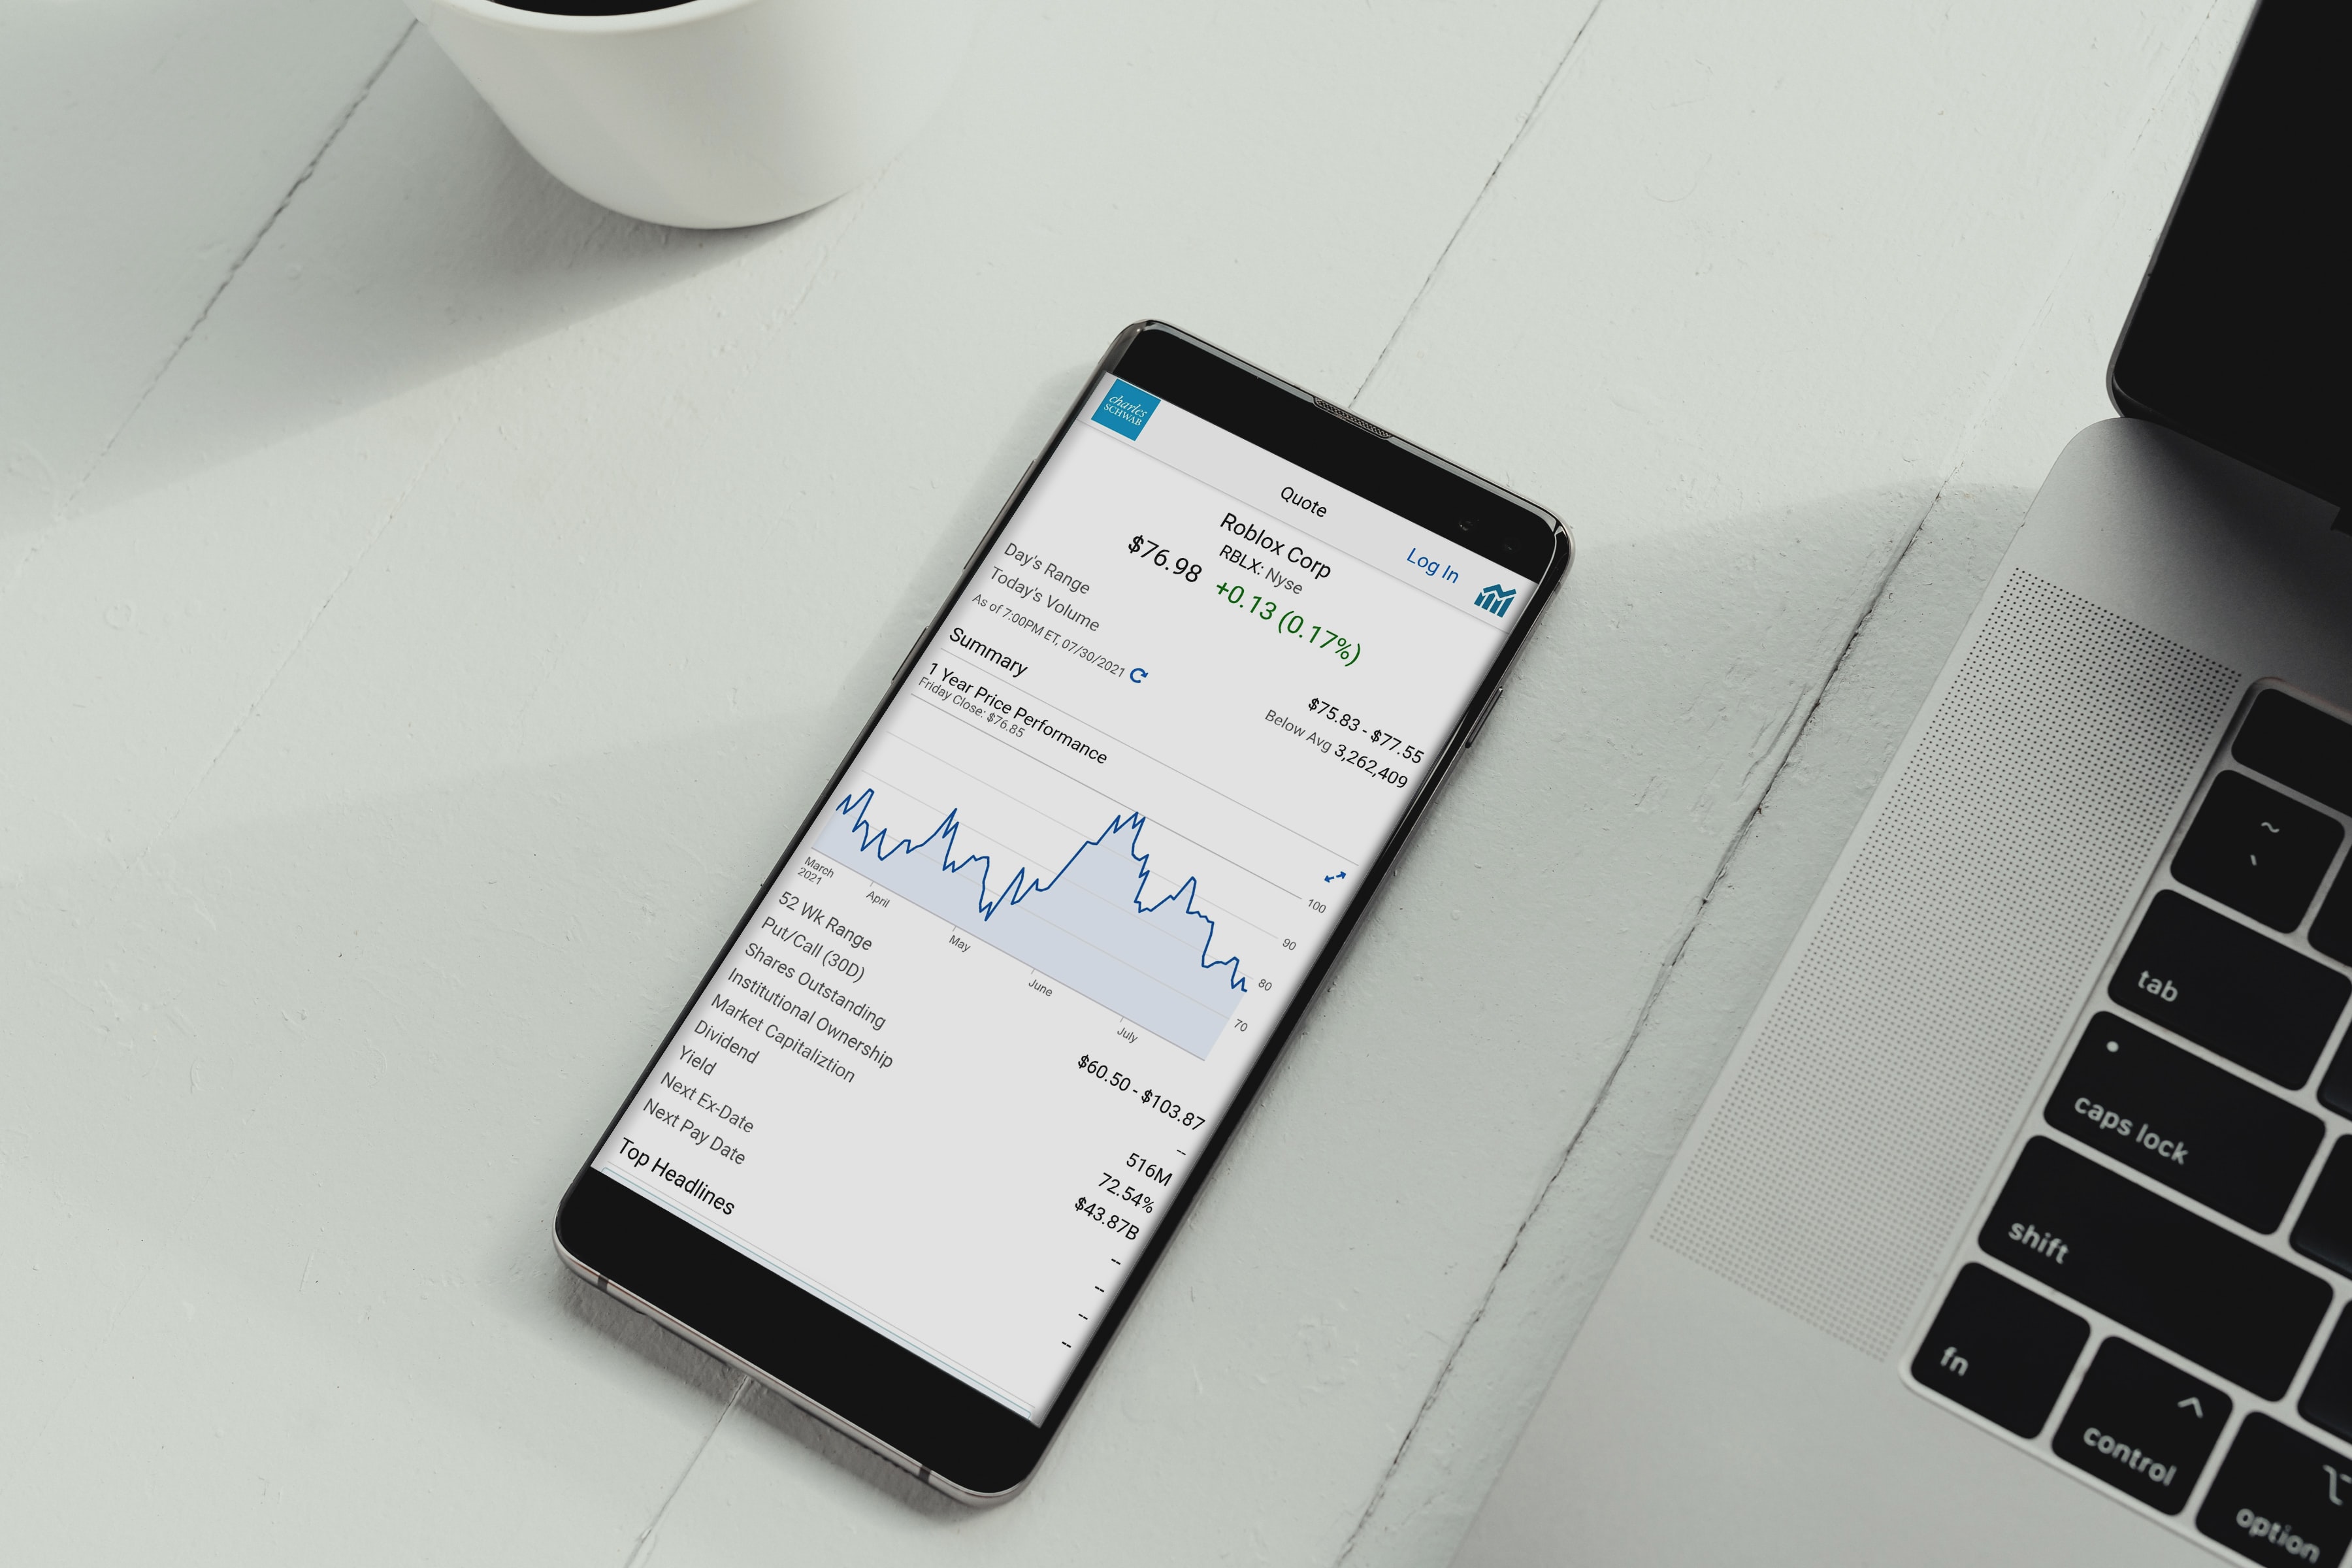 charles
SCHWAB
Quote
Log In
Roblox Corp
RBLX: Nyse
$76.98 +0.13 (0.17%)
Day's Range $75.83 - $77.55
Today's Volume Below Avg 3,262,409
As of 7:00PM ET, 07/30/2021
Summary
1 Year Price Performance
Friday Close: $76.85
100
90
80
70
March
2021
April
May
June
July
52 Wk Range $60.50 - $103.87
Put/Call (30D) --
Shares Outstanding 516M
Institutional Ownership 72.54%
Market Capitaliztion $43.87B
Dividend --
Yield --
Next Ex-Date --
Next Pay Date --
Top Headlines
~
`
tab
caps lock
shift
fn
^
control
⌥
option